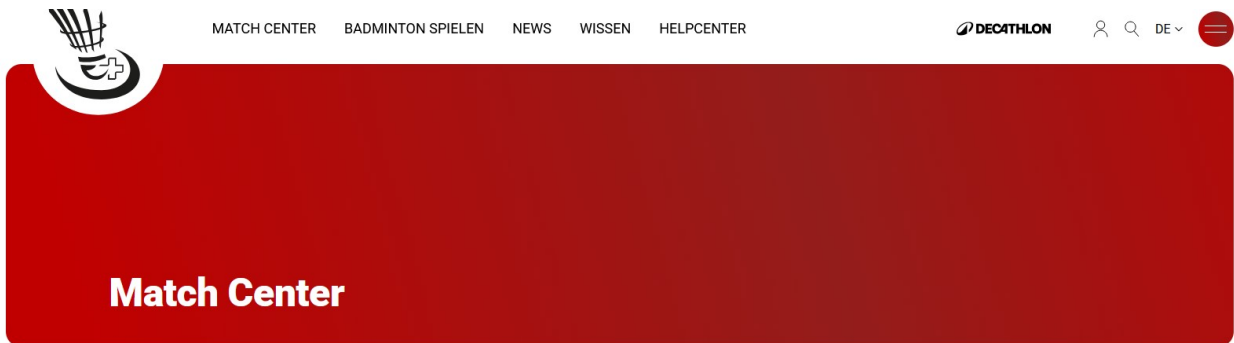 MATCH CENTER BADMINTON SPIELEN NEWS WISSEN HELPCENTER DECATHLON DE
Match Center